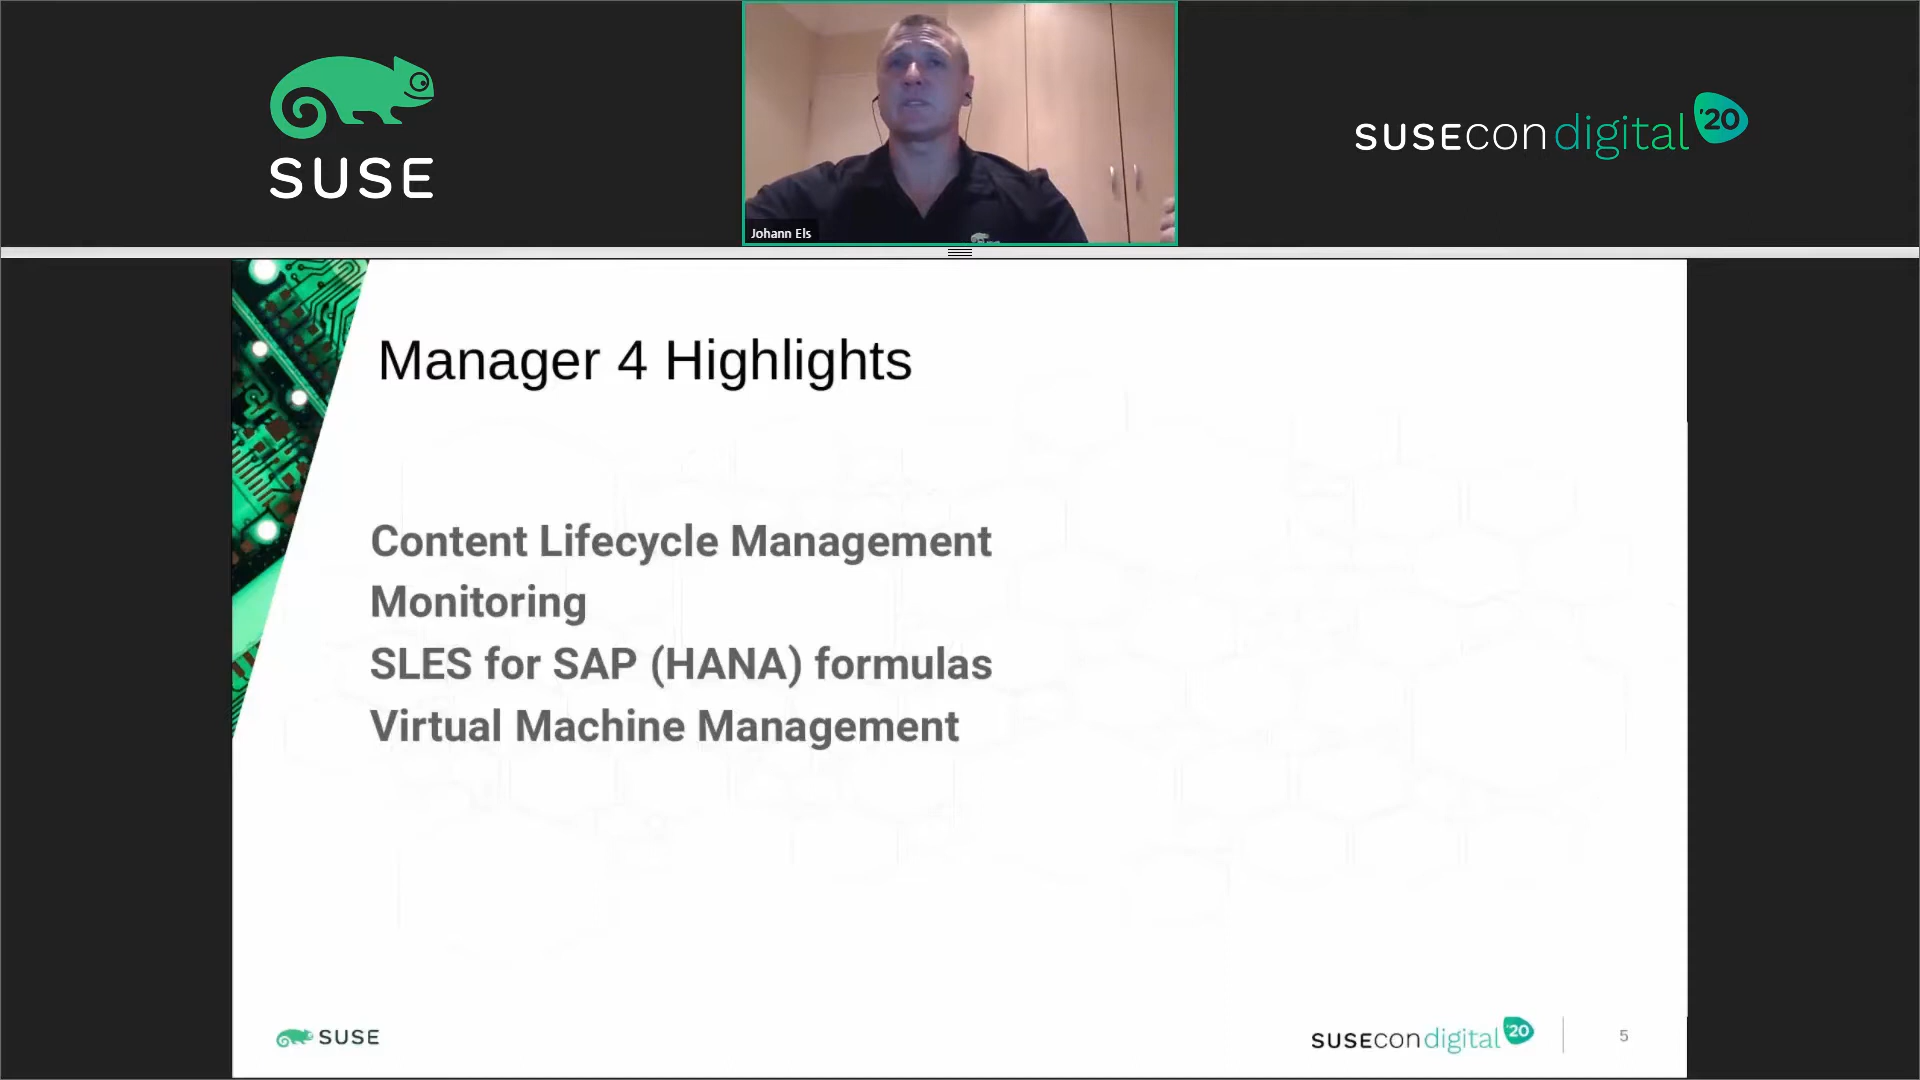 SUSE
Johann Els
SUSECON digital '20
Manager 4 Highlights
Content Lifecycle Management
Monitoring
SLES for SAP (HANA) formulas
Virtual Machine Management
SUSE
SUSECON digital '20
5